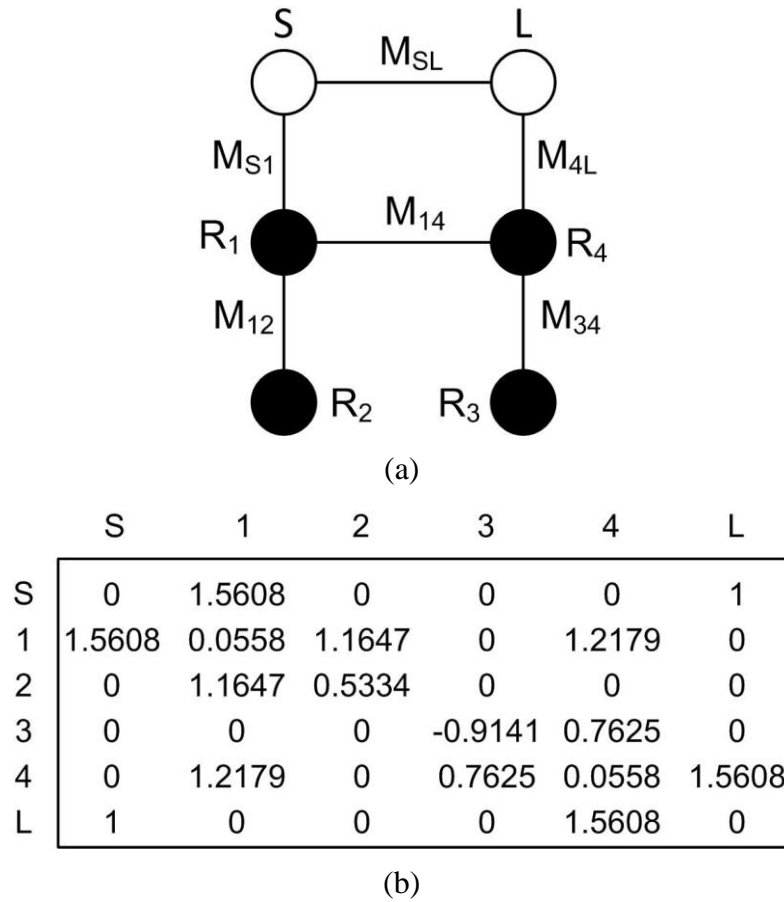 S L
M_SL
M_S1 M_4L
R_1 M_14 R_4
M_12 M_34
R_2 R_3
(a)
S 1 2 3 4 L
S 0 1.5608 0 0 0 1
1 1.5608 0.0558 1.1647 0 1.2179 0
2 0 1.1647 0.5334 0 0 0
3 0 0 0 -0.9141 0.7625 0
4 0 1.2179 0 0.7625 0.0558 1.5608
L 1 0 0 0 1.5608 0
(b)